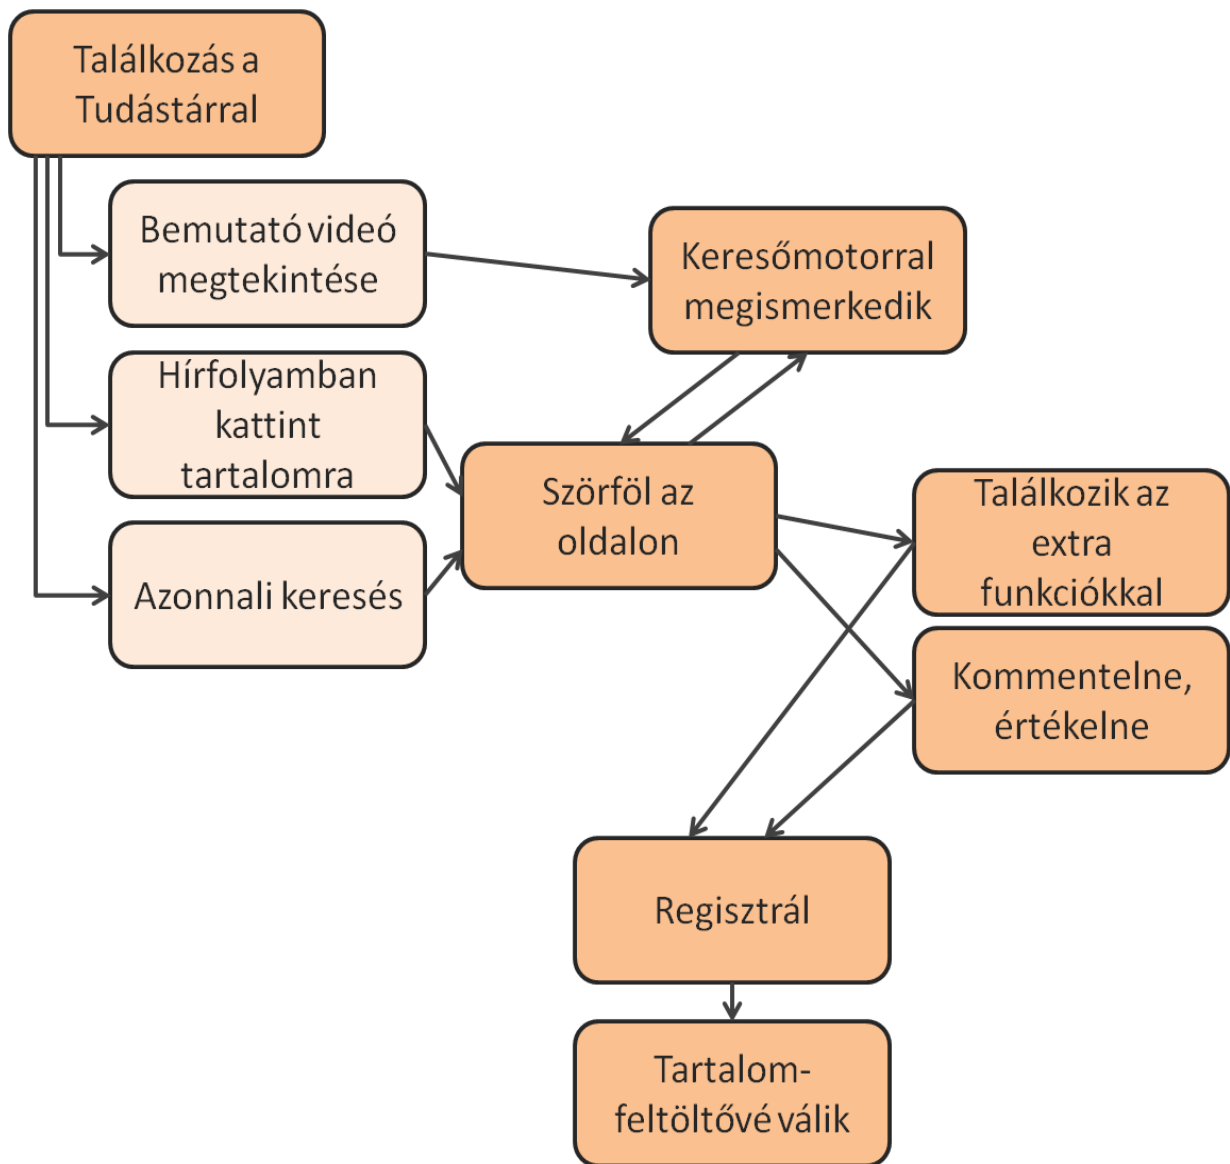 Találkozás a
Tudástárral
Bemutató videó
megtekintése
Keresőmotorral
megismerkedik
Hírfolyamban
kattint
tartalomra
Szörföl az
oldalon
Találkozik az
extra
funkciókkal
Azonnali keresés
Kommentelne,
értékelne
Regisztrál
Tartalom-
feltöltővé válik